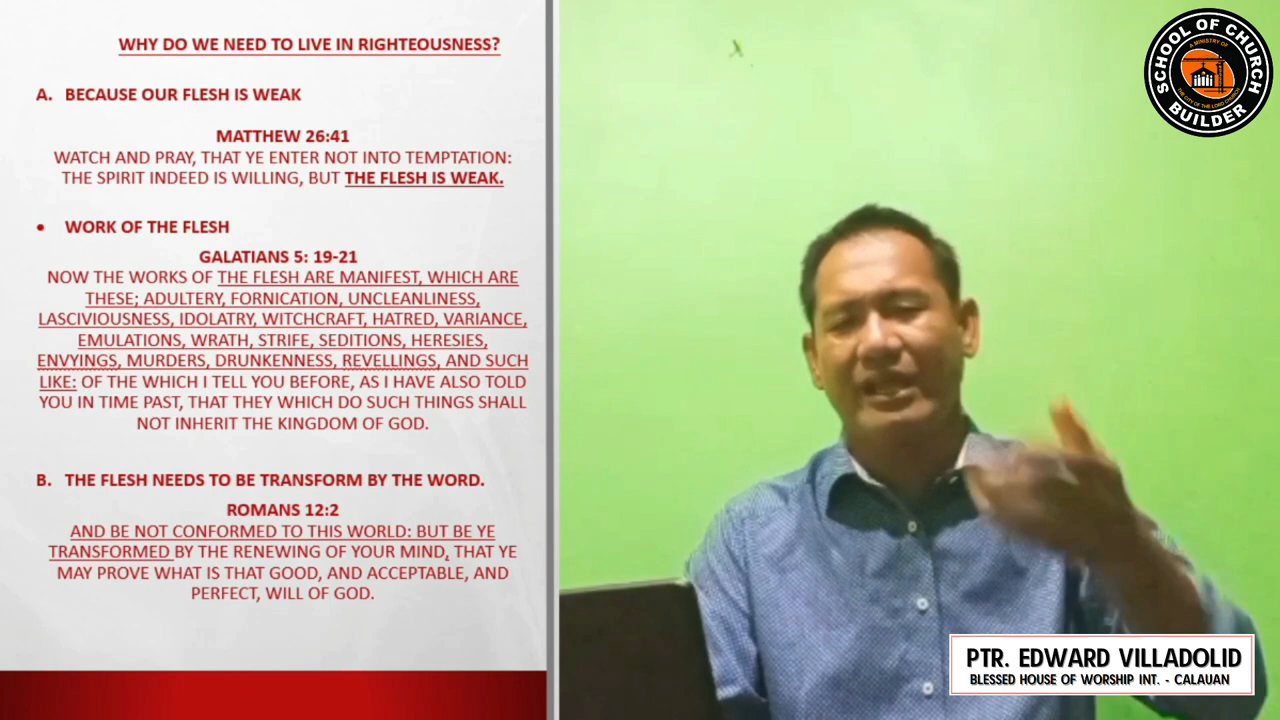 WHY DO WE NEED TO LIVE IN RIGHTEOUSNESS?
A. BECAUSE OUR FLESH IS WEAK
MATTHEW 26:41
WATCH AND PRAY, THAT YE ENTER NOT INTO TEMPTATION:
THE SPIRIT INDEED IS WILLING, BUT THE FLESH IS WEAK.
• WORK OF THE FLESH
GALATIANS 5: 19-21
NOW THE WORKS OF THE FLESH ARE MANIFEST, WHICH ARE
THESE; ADULTERY, FORNICATION, UNCLEANLINESS,
LASCIVIOUSNESS, IDOLATRY, WITCHCRAFT, HATRED, VARIANCE,
EMULATIONS, WRATH, STRIFE, SEDITIONS, HERESIES,
ENVYINGS, MURDERS, DRUNKENNESS, REVELLINGS, AND SUCH
LIKE: OF THE WHICH I TELL YOU BEFORE, AS I HAVE ALSO TOLD
YOU IN TIME PAST, THAT THEY WHICH DO SUCH THINGS SHALL
NOT INHERIT THE KINGDOM OF GOD.
B. THE FLESH NEEDS TO BE TRANSFORM BY THE WORD.
ROMANS 12:2
AND BE NOT CONFORMED TO THIS WORLD: BUT BE YE
TRANSFORMED BY THE RENEWING OF YOUR MIND, THAT YE
MAY PROVE WHAT IS THAT GOOD, AND ACCEPTABLE, AND
PERFECT, WILL OF GOD.
SCHOOL OF CHURCH
BUILDER
A MINISTRY OF
THE CITY OF THE LORD CHURCH
PTR. EDWARD VILLADOLID
BLESSED HOUSE OF WORSHIP INT. - CALAUAN